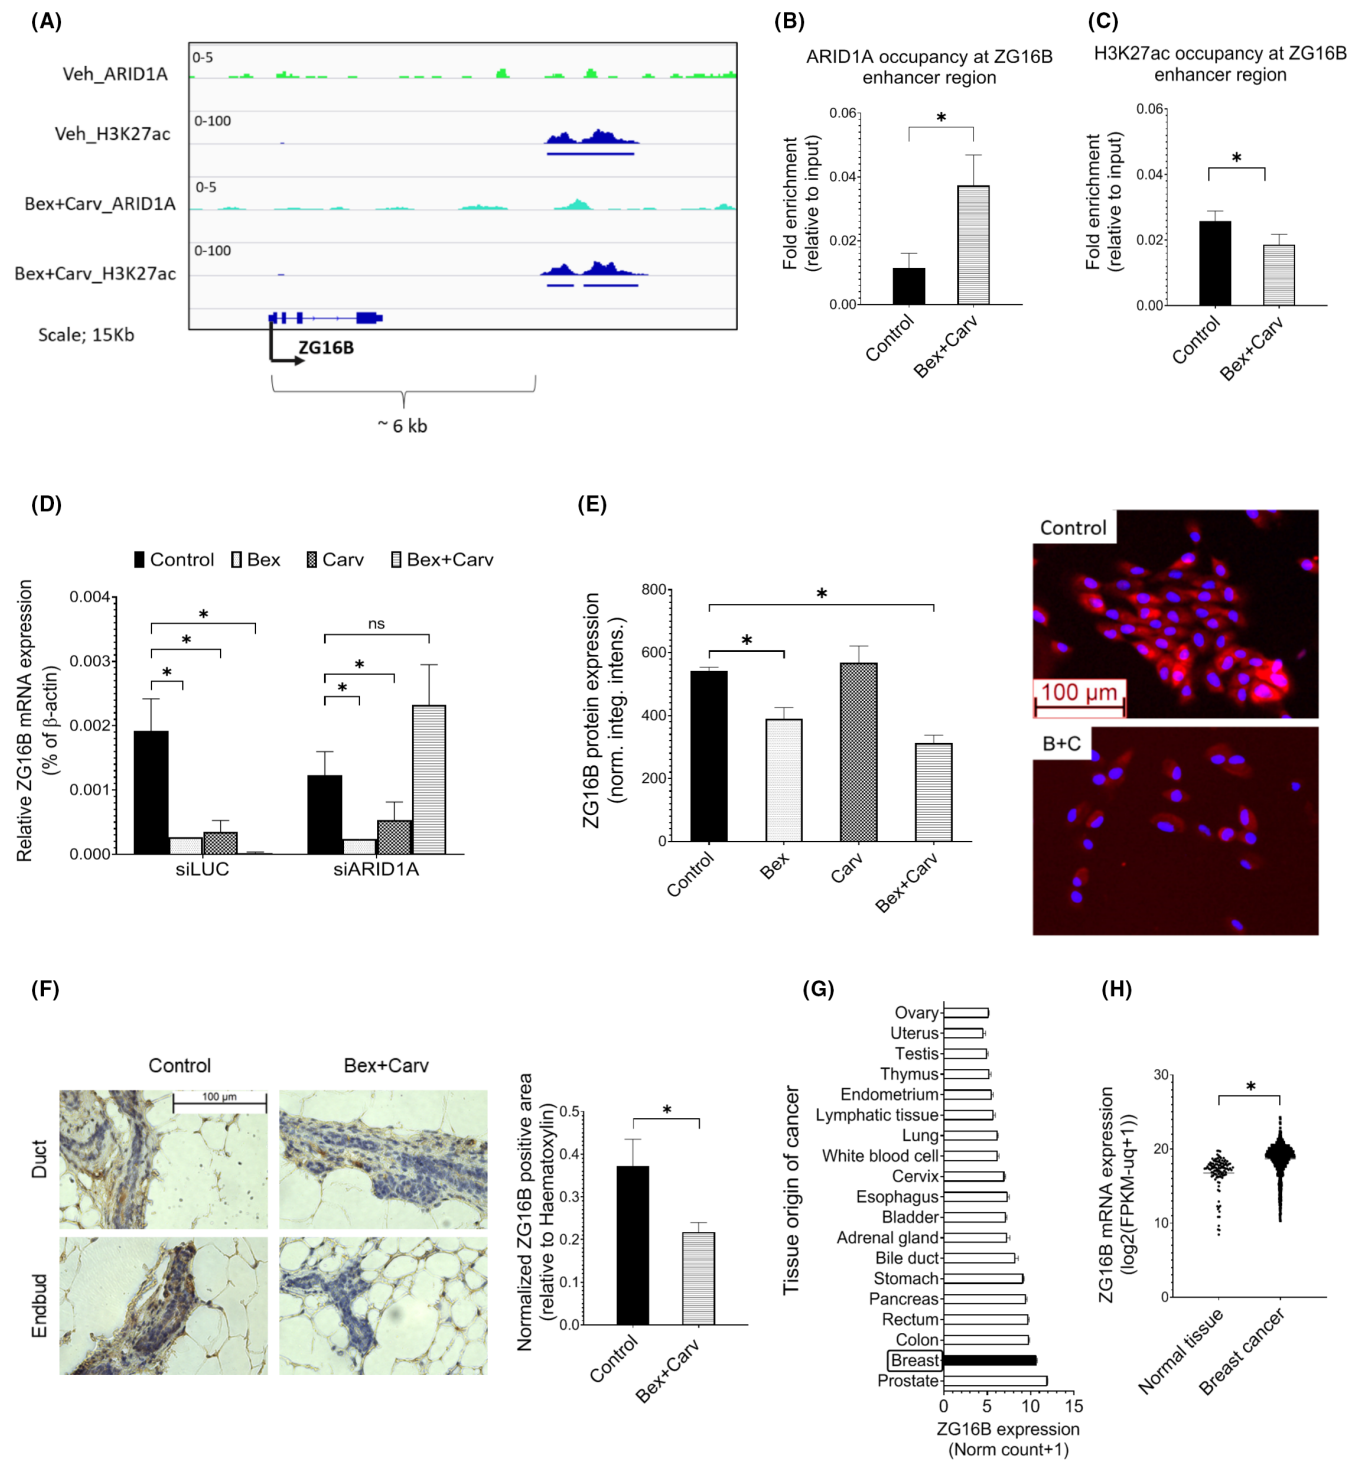 (A)
0-5
Veh_ARID1A
0-100
Veh_H3K27ac
0-5
Bex+Carv_ARID1A
0-100
Bex+Carv_H3K27ac
Scale; 15Kb
ZG16B
~ 6 kb
(B)
ARID1A occupancy at ZG16B
enhancer region
Fold enrichment
(relative to input)
0.06
0.04
0.02
0.00
*
Control
Bex+Carv
(C)
H3K27ac occupancy at ZG16B
enhancer region
Fold enrichment
(relative to input)
0.06
0.04
0.02
0.00
*
Control
Bex+Carv
(D)
Control
Bex
Carv
Bex+Carv
Relative ZG16B mRNA expression
(% of β-actin)
0.004
0.003
0.002
0.001
0.000
*
*
*
ns
*
*
siLUC
siARID1A
(E)
ZG16B protein expression
(norm. integ. intens.)
800
600
400
200
0
*
*
Control
Bex
Carv
Bex+Carv
Control
100 µm
B+C
(F)
Control
Bex+Carv
100 µm
Duct
Endbud
Normalized ZG16B positive area
(relative to Haematoxylin)
0.5
0.4
0.3
0.2
0.1
0.0
*
Control
Bex+Carv
(G)
Tissue origin of cancer
Ovary
Uterus
Testis
Thymus
Endometrium
Lymphatic tissue
Lung
White blood cell
Cervix
Esophagus
Bladder
Adrenal gland
Bile duct
Stomach
Pancreas
Rectum
Colon
Breast
Prostate
0 5 10 15
ZG16B expression
(Norm count+1)
(H)
ZG16B mRNA expression
(log2(FPKM-uq+1))
30
20
10
0
*
Normal tissue
Breast cancer